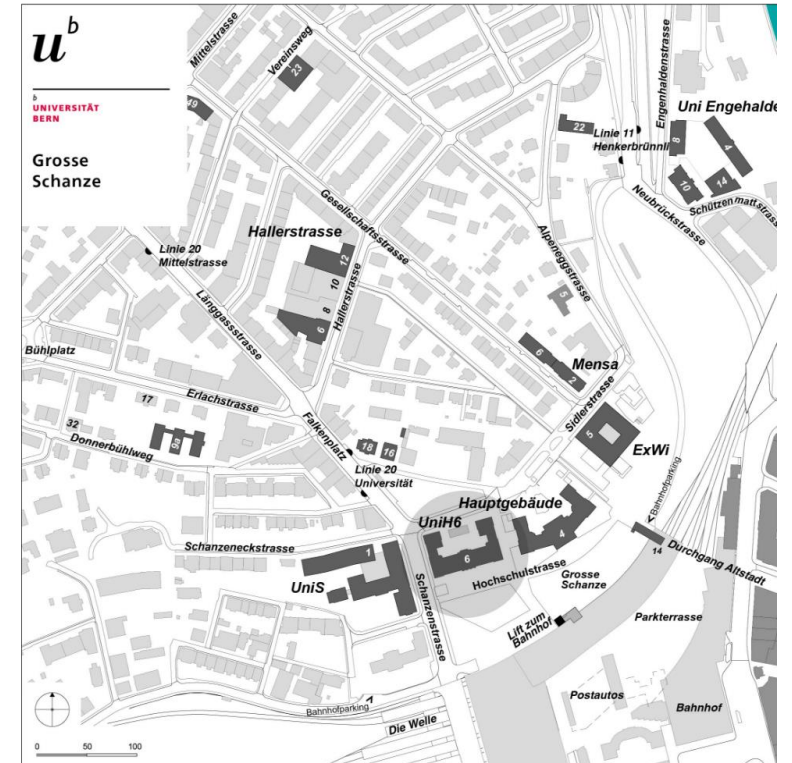 u^b
b
UNIVERSITÄT
BERN
Grosse
Schanze
Mittelstrasse
Vereinsweg
23
49
Engenhaldenstrasse
Uni Engehalde
22
Linie 11
Henkerbrünnli
8
4
10
14
Schützenmattstrasse
Neubrückstrasse
Gesellschaftsstrasse
Alpeneggstrasse
Hallerstrasse
Linie 20
Mittelstrasse
12
10
8
6
Hallerstrasse
Länggassstrasse
5
6
2
Mensa
Sidlerstrasse
Bühlplatz
Erlachstrasse
17
32
9a
Donnerbühlweg
Falkenplatz
18
16
Linie 20
Universität
5
ExWi
Bahnhofparking
Hauptgebäude
UniH6
4
6
Hochschulstrasse
Schanzeneckstrasse
1
UniS
Schanzenstrasse
Grosse
Schanze
14
Durchgang Altstadt
Parkterrasse
Lift zum
Bahnhof
Postautos
Bahnhof
Bahnhofparking
Die Welle
0 50 100